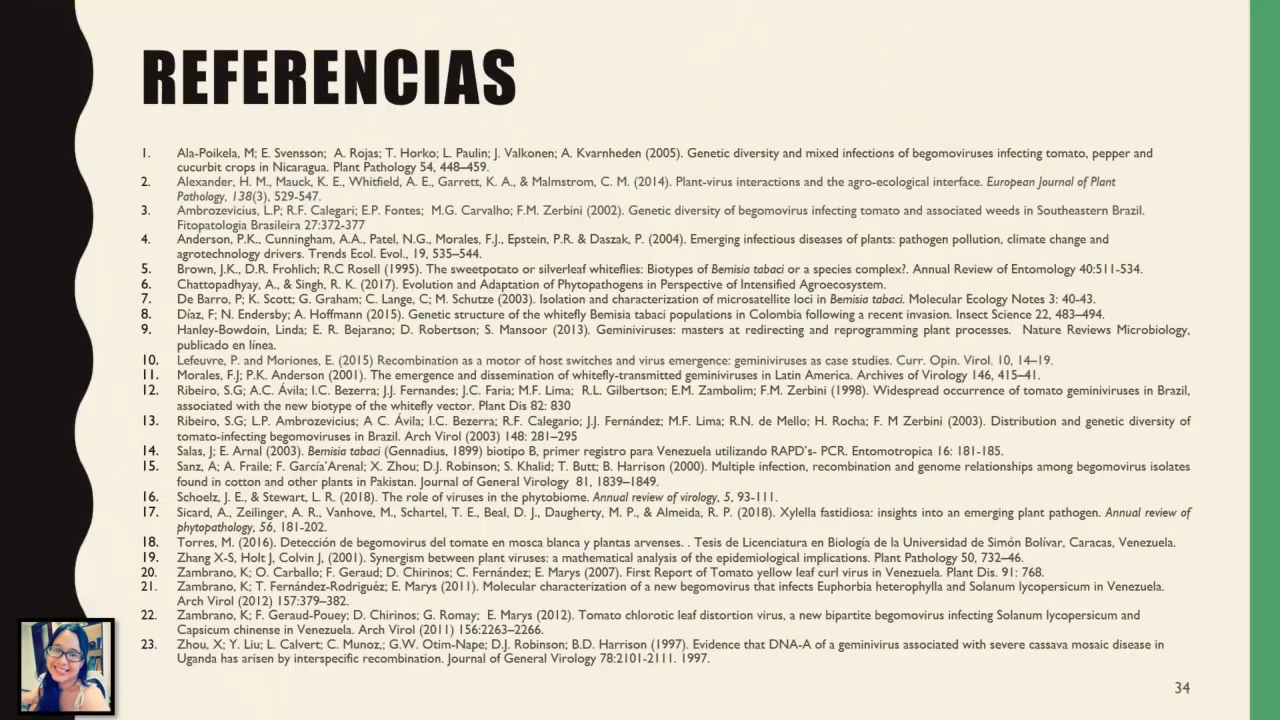 REFERENCIAS
1. Ala-Poikela, M; E. Svensson; A. Rojas; T. Horko; L. Paulin; J. Valkonen; A. Kvarnheden (2005). Genetic diversity and mixed infections of begomoviruses infecting tomato, pepper and
cucurbit crops in Nicaragua. Plant Pathology 54, 448–459.
2. Alexander, H. M., Mauck, K. E., Whitfield, A. E., Garrett, K. A., & Malmstrom, C. M. (2014). Plant-virus interactions and the agro-ecological interface. European Journal of Plant
Pathology, 138(3), 529-547.
3. Ambrozevicius, L.P; R.F. Calegari; E.P. Fontes; M.G. Carvalho; F.M. Zerbini (2002). Genetic diversity of begomovirus infecting tomato and associated weeds in Southeastern Brazil.
Fitopatologia Brasileira 27:372-377
4. Anderson, P.K., Cunningham, A.A., Patel, N.G., Morales, F.J., Epstein, P.R. & Daszak, P. (2004). Emerging infectious diseases of plants: pathogen pollution, climate change and
agrotechnology drivers. Trends Ecol. Evol., 19, 535–544.
5. Brown, J.K., D.R. Frohlich; R.C Rosell (1995). The sweetpotato or silverleaf whiteflies: Biotypes of Bemisia tabaci or a species complex?. Annual Review of Entomology 40:511-534.
6. Chattopadhyay, A., & Singh, R. K. (2017). Evolution and Adaptation of Phytopathogens in Perspective of Intensified Agroecosystem.
7. De Barro, P; K. Scott; G. Graham; C. Lange, C; M. Schutze (2003). Isolation and characterization of microsatellite loci in Bemisia tabaci. Molecular Ecology Notes 3: 40-43.
8. Díaz, F; N. Endersby; A. Hoffmann (2015). Genetic structure of the whitefly Bemisia tabaci populations in Colombia following a recent invasion. Insect Science 22, 483–494.
9. Hanley-Bowdoin, Linda; E. R. Bejarano; D. Robertson; S. Mansoor (2013). Geminiviruses: masters at redirecting and reprogramming plant processes. Nature Reviews Microbiology,
publicado en línea.
10. Lefeuvre, P. and Moriones, E. (2015) Recombination as a motor of host switches and virus emergence: geminiviruses as case studies. Curr. Opin. Virol. 10, 14–19.
11. Morales, F.J; P.K. Anderson (2001). The emergence and dissemination of whitefly-transmitted geminiviruses in Latin America. Archives of Virology 146, 415–41.
12. Ribeiro, S.G; A.C. Ávila; I.C. Bezerra; J.J. Fernandes; J.C. Faria; M.F. Lima; R.L. Gilbertson; E.M. Zambolim; F.M. Zerbini (1998). Widespread occurrence of tomato geminiviruses in Brazil,
associated with the new biotype of the whitefly vector. Plant Dis 82: 830
13. Ribeiro, S.G; L.P. Ambrozevicius; A C. Ávila; I.C. Bezerra; R.F. Calegario; J.J. Fernández; M.F. Lima; R.N. de Mello; H. Rocha; F. M Zerbini (2003). Distribution and genetic diversity of
tomato-infecting begomoviruses in Brazil. Arch Virol (2003) 148: 281–295
14. Salas, J; E. Arnal (2003). Bemisia tabaci (Gennadius, 1899) biotipo B, primer registro para Venezuela utilizando RAPD's- PCR. Entomotropica 16: 181-185.
15. Sanz, A; A. Fraile; F. García'Arenal; X. Zhou; D.J. Robinson; S. Khalid; T. Butt; B. Harrison (2000). Multiple infection, recombination and genome relationships among begomovirus isolates
found in cotton and other plants in Pakistan. Journal of General Virology 81, 1839–1849.
16. Schoelz, J. E., & Stewart, L. R. (2018). The role of viruses in the phytobiome. Annual review of virology, 5, 93-111.
17. Sicard, A., Zeilinger, A. R., Vanhove, M., Schartel, T. E., Beal, D. J., Daugherty, M. P., & Almeida, R. P. (2018). Xylella fastidiosa: insights into an emerging plant pathogen. Annual review of
phytopathology, 56, 181-202.
18. Torres, M. (2016). Detección de begomovirus del tomate en mosca blanca y plantas arvenses. . Tesis de Licenciatura en Biología de la Universidad de Simón Bolívar, Caracas, Venezuela.
19. Zhang X-S, Holt J, Colvin J, (2001). Synergism between plant viruses: a mathematical analysis of the epidemiological implications. Plant Pathology 50, 732–46.
20. Zambrano, K; O. Carballo; F. Geraud; D. Chirinos; C. Fernández; E. Marys (2007). First Report of Tomato yellow leaf curl virus in Venezuela. Plant Dis. 91: 768.
21. Zambrano, K; T. Fernández-Rodriguéz; E. Marys (2011). Molecular characterization of a new begomovirus that infects Euphorbia heterophylla and Solanum lycopersicum in Venezuela.
Arch Virol (2012) 157:379–382.
22. Zambrano, K; F. Geraud-Pouey; D. Chirinos; G. Romay; E. Marys (2012). Tomato chlorotic leaf distortion virus, a new bipartite begomovirus infecting Solanum lycopersicum and
Capsicum chinense in Venezuela. Arch Virol (2011) 156:2263–2266.
23. Zhou, X; Y. Liu; L. Calvert; C. Munoz,; G.W. Otim-Nape; D.J. Robinson; B.D. Harrison (1997). Evidence that DNA-A of a geminivirus associated with severe cassava mosaic disease in
Uganda has arisen by interspecific recombination. Journal of General Virology 78:2101-2111. 1997.
34